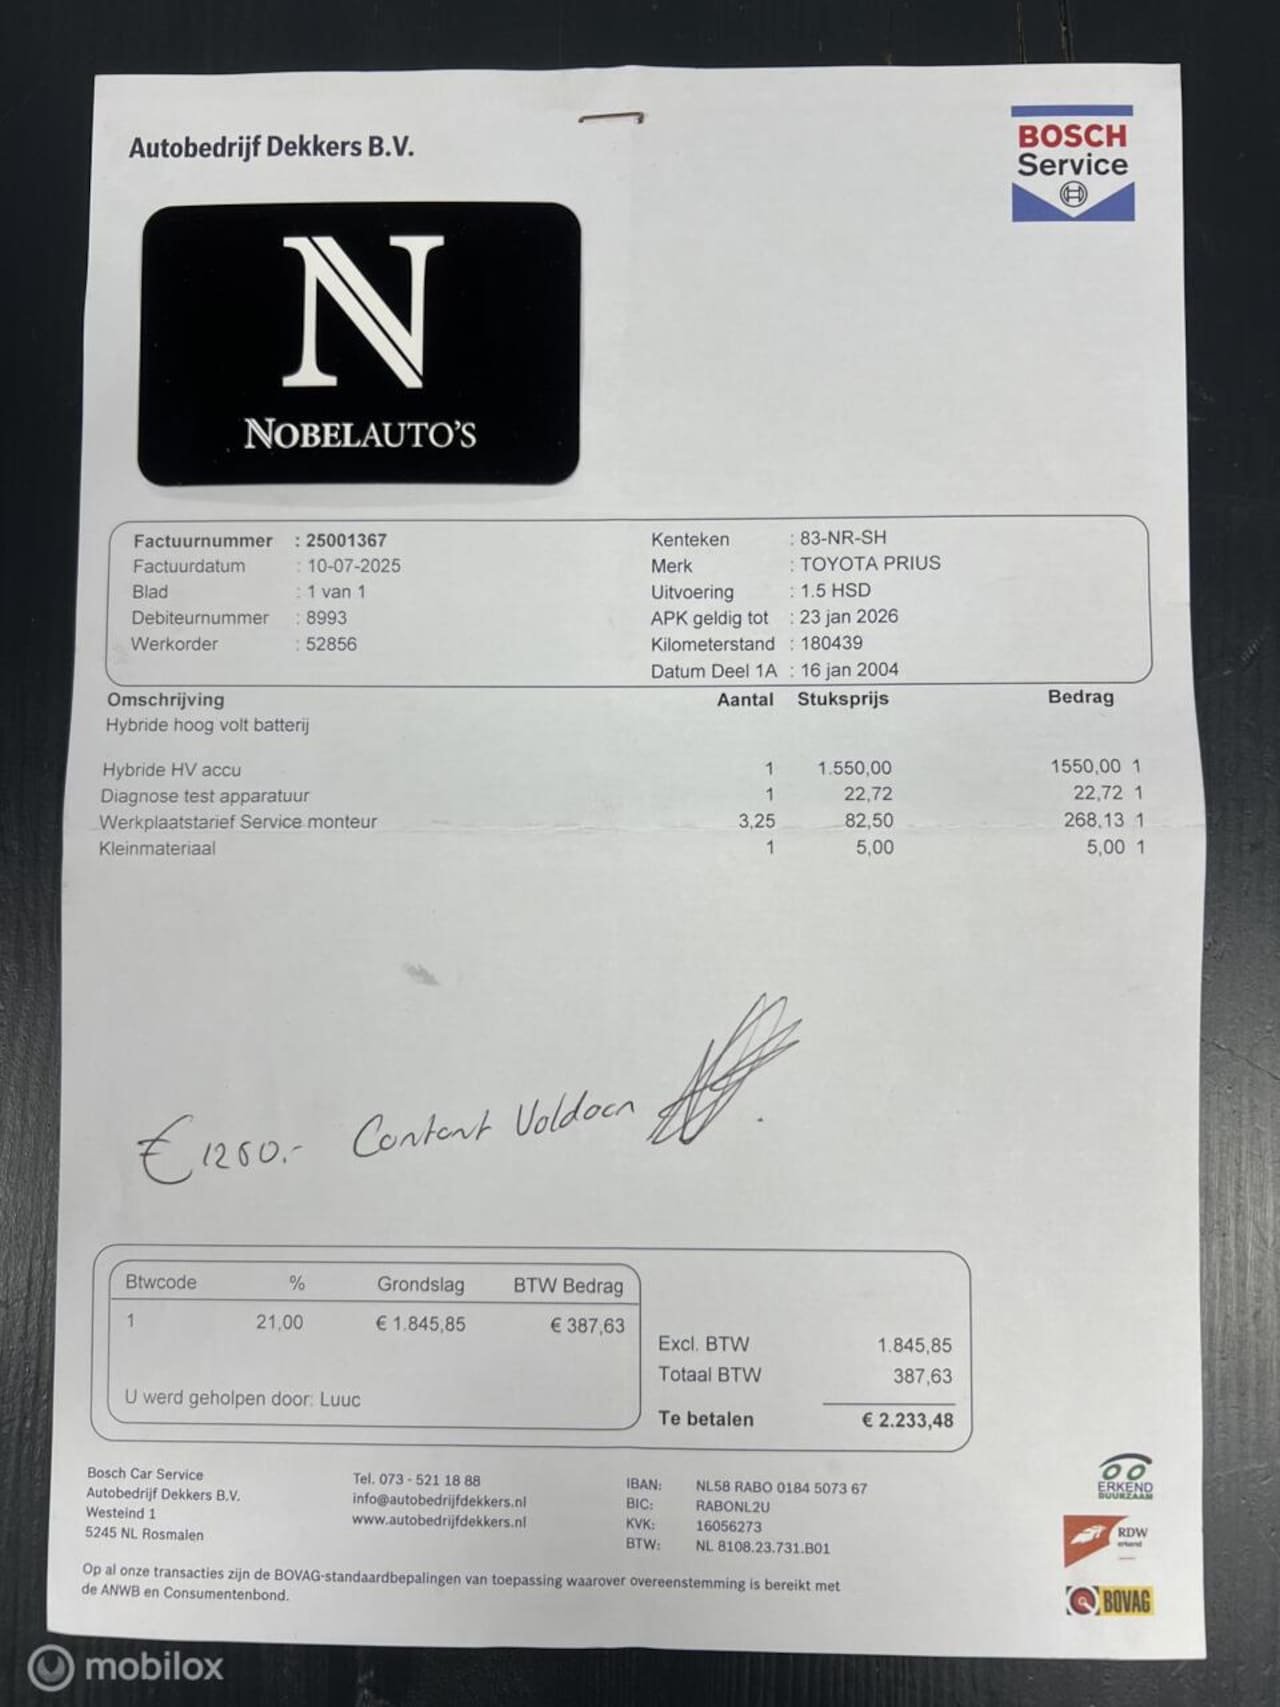 Autobedrijf Dekkers B.V.
BOSCH
Service
N
NOBELAUTO'S
Factuurnummer : 25001367
Factuurdatum : 10-07-2025
Blad : 1 van 1
Debiteurnummer : 8993
Werkorder : 52856
Kenteken : 83-NR-SH
Merk : TOYOTA PRIUS
Uitvoering : 1.5 HSD
APK geldig tot : 23 jan 2026
Kilometerstand : 180439
Datum Deel 1A : 16 jan 2004
Omschrijving Aantal Stuksprijs Bedrag
Hybride hoog volt batterij
Hybride HV accu 1 1.550,00 1550,00 1
Diagnose test apparatuur 1 22,72 22,72 1
Werkplaatstarief Service monteur 3,25 82,50 268,13 1
Kleinmateriaal 1 5,00 5,00 1
Contant Voldaan
Btwcode % Grondslag BTW Bedrag
1 21,00 € 1.845,85 € 387,63
U werd geholpen door: Luuc
Excl. BTW 1.845,85
Totaal BTW 387,63
Te betalen € 2.233,48
Bosch Car Service
Autobedrijf Dekkers B.V.
Westeind 1
5245 NL Rosmalen
Tel. 073 - 521 18 88
info@autobedrijfdekkers.nl
www.autobedrijfdekkers.nl
IBAN: NL58 RABO 0184 5073 67
BIC: RABONL2U
KVK: 16056273
BTW: NL 8108.23.731.B01
Op al onze transacties zijn de BOVAG-standaardbepalingen van toepassing waarover overeenstemming is bereikt met
de ANWB en Consumentenbond.
ERKEND
DUURZAAM
RDW
erkend
BOVAG
mobilox